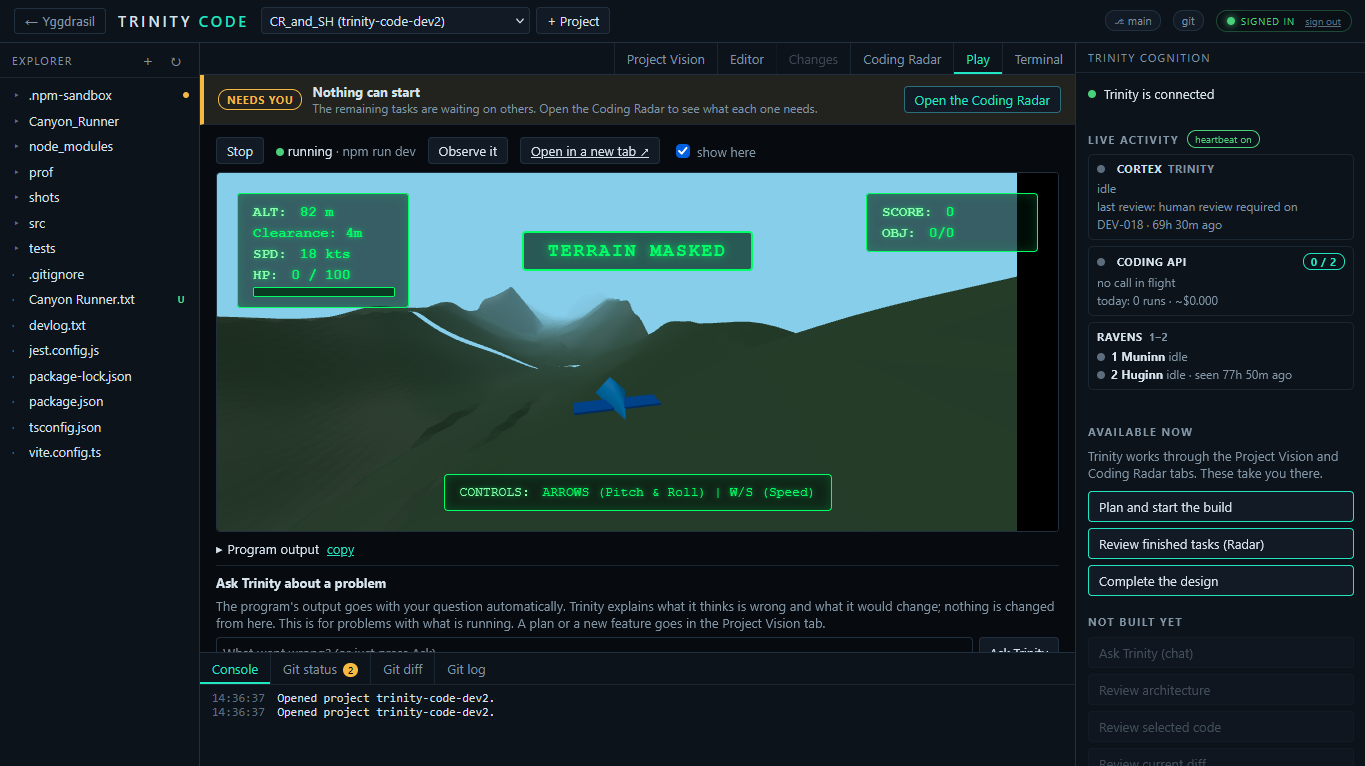 ← Yggdrasil
TRINITY CODE
CR_and_SH (trinity-code-dev2)
+ Project
main
git
SIGNED IN
sign out
EXPLORER
.npm-sandbox
Canyon_Runner
node_modules
prof
shots
src
tests
.gitignore
Canyon Runner.txt U
devlog.txt
jest.config.js
package-lock.json
package.json
tsconfig.json
vite.config.ts
Project Vision
Editor
Changes
Coding Radar
Play
Terminal
NEEDS YOU
Nothing can start
The remaining tasks are waiting on others. Open the Coding Radar to see what each one needs.
Open the Coding Radar
Stop
running · npm run dev
Observe it
Open in a new tab ↗
show here
ALT: 82 m
Clearance: 4m
SPD: 18 kts
HP: 0 / 100
TERRAIN MASKED
SCORE: 0
OBJ: 0/0
CONTROLS: ARROWS (Pitch & Roll) | W/S (Speed)
▸ Program output copy
Ask Trinity about a problem
The program's output goes with your question automatically. Trinity explains what it thinks is wrong and what it would change; nothing is changed
from here. This is for problems with what is running. A plan or a new feature goes in the Project Vision tab.
What went wrong? (or just press Ask)
Ask Trinity
Console
Git status 2
Git diff
Git log
14:36:37 Opened project trinity-code-dev2.
14:36:37 Opened project trinity-code-dev2.
TRINITY COGNITION
Trinity is connected
LIVE ACTIVITY heartbeat on
CORTEX TRINITY
idle
last review: human review required on
DEV-018 · 69h 30m ago
CODING API 0 / 2
no call in flight
today: 0 runs · ~$0.000
RAVENS 1–2
1 Muninn idle
2 Huginn idle · seen 77h 50m ago
AVAILABLE NOW
Trinity works through the Project Vision and
Coding Radar tabs. These take you there.
Plan and start the build
Review finished tasks (Radar)
Complete the design
NOT BUILT YET
Ask Trinity (chat)
Review architecture
Review selected code
Review current diff